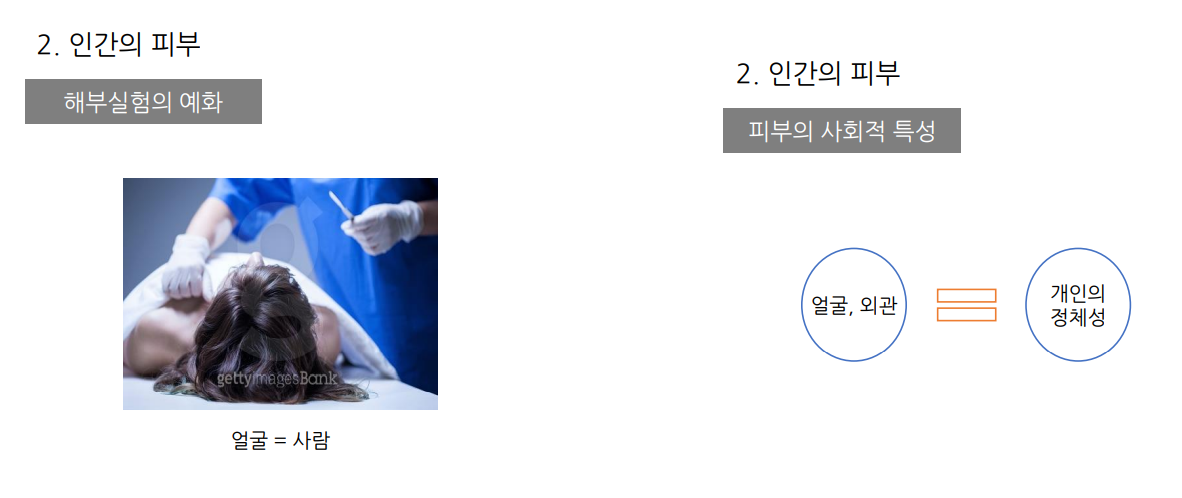 2. 인간의 피부
해부실험의 예화
gettyimagesBank
얼굴 = 사람
2. 인간의 피부
피부의 사회적 특성
얼굴, 외관
개인의
정체성